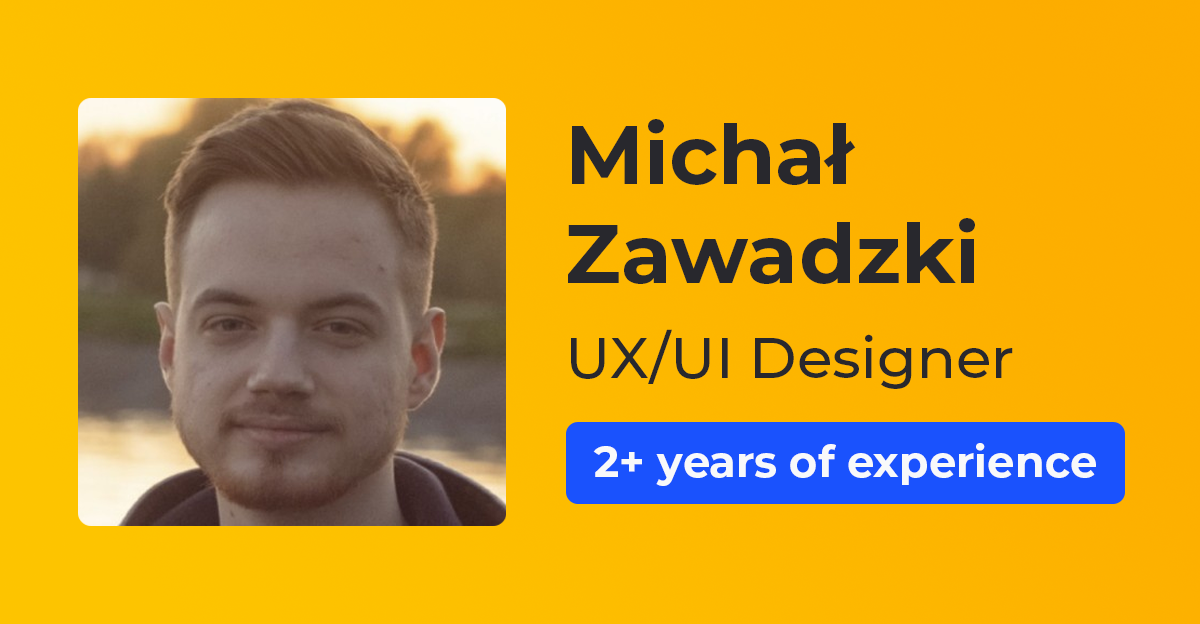 Michał
Zawadzki
UX/UI Designer
2+ years of experience